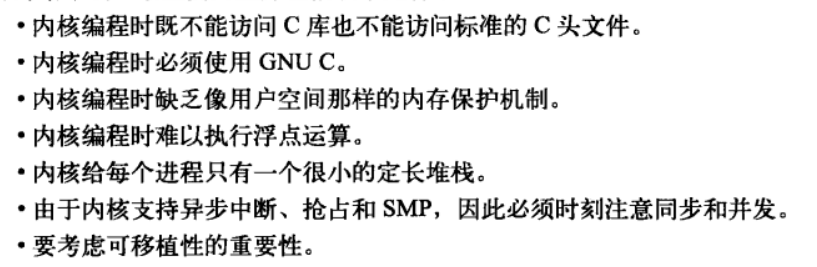 •内核编程时既不能访问 C 库也不能访问标准的 C 头文件。
•内核编程时必须使用 GNU C。
•内核编程时缺乏像用户空间那样的内存保护机制。
•内核编程时难以执行浮点运算。
•内核给每个进程只有一个很小的定长堆栈。
•由于内核支持异步中断、抢占和 SMP，因此必须时刻注意同步和并发。
•要考虑可移植性的重要性。